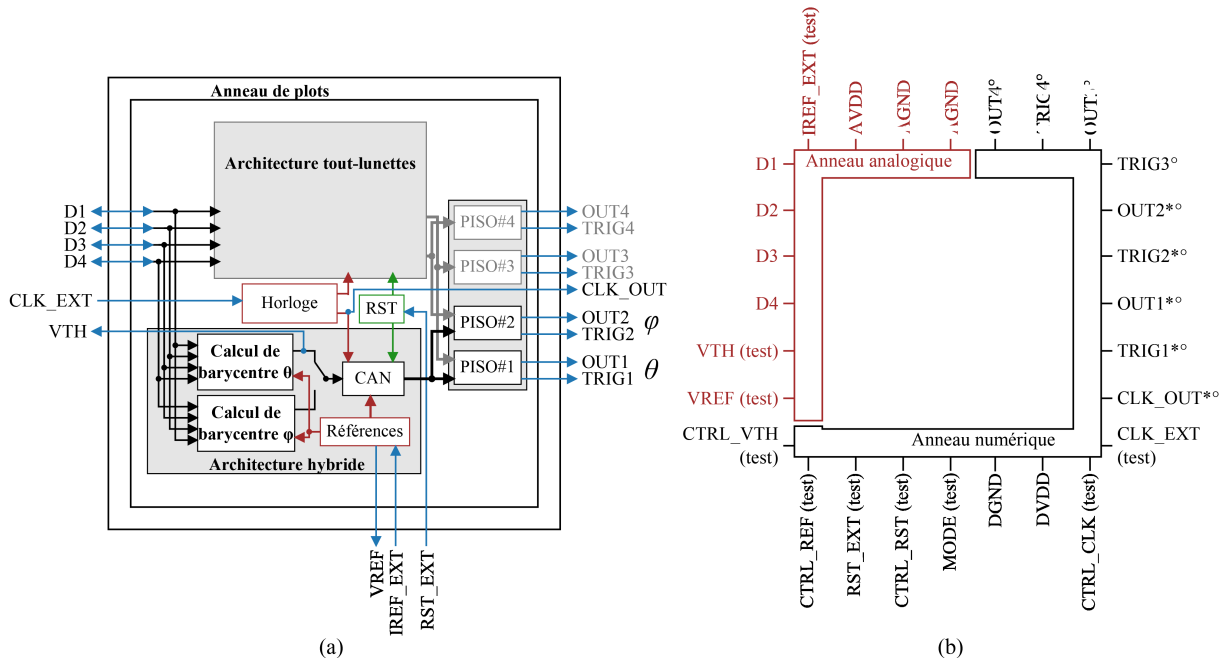 Anneau de plots
Architecture tout-lunettes
D1
D2
D3
D4
CLK_EXT
VTH
Horloge
RST
PISO#4
PISO#3
PISO#2
PISO#1
OUT4
TRIG4
OUT3
TRIG3
CLK_OUT
OUT2
TRIG2
φ
OUT1
TRIG1
θ
Calcul de
barycentre θ
Calcul de
barycentre φ
CAN
Références
Architecture hybride
VREF
IREF_EXT
RST_EXT
(a)
IREF_EXT (test)
AVDD
AGND
AGND
OUT4°
TRIG4°
Anneau analogique
D1
D2
D3
D4
VTH (test)
VREF (test)
CTRL_VTH
(test)
TRIG3°
OUT2*°
TRIG2*°
OUT1*°
TRIG1*°
CLK_OUT*°
CLK_EXT
(test)
Anneau numérique
CTRL_REF (test)
RST_EXT (test)
CTRL_RST (test)
MODE (test)
DGND
DVDD
CTRL_CLK (test)
(b)